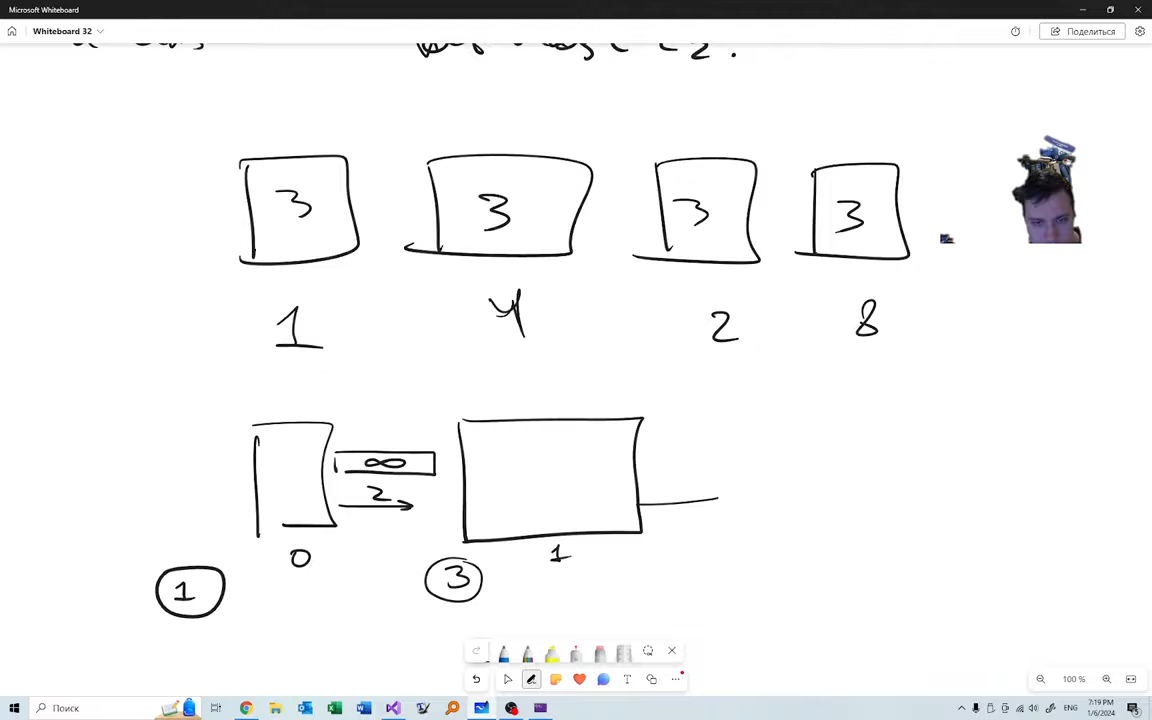 Microsoft Whiteboard
Whiteboard 32
Поделиться
3 3 3 3
1 4 2 8
∞
2
0 1
1 3
T
100 %
Поиск
ENG
7:19 PM
1/6/2024
5